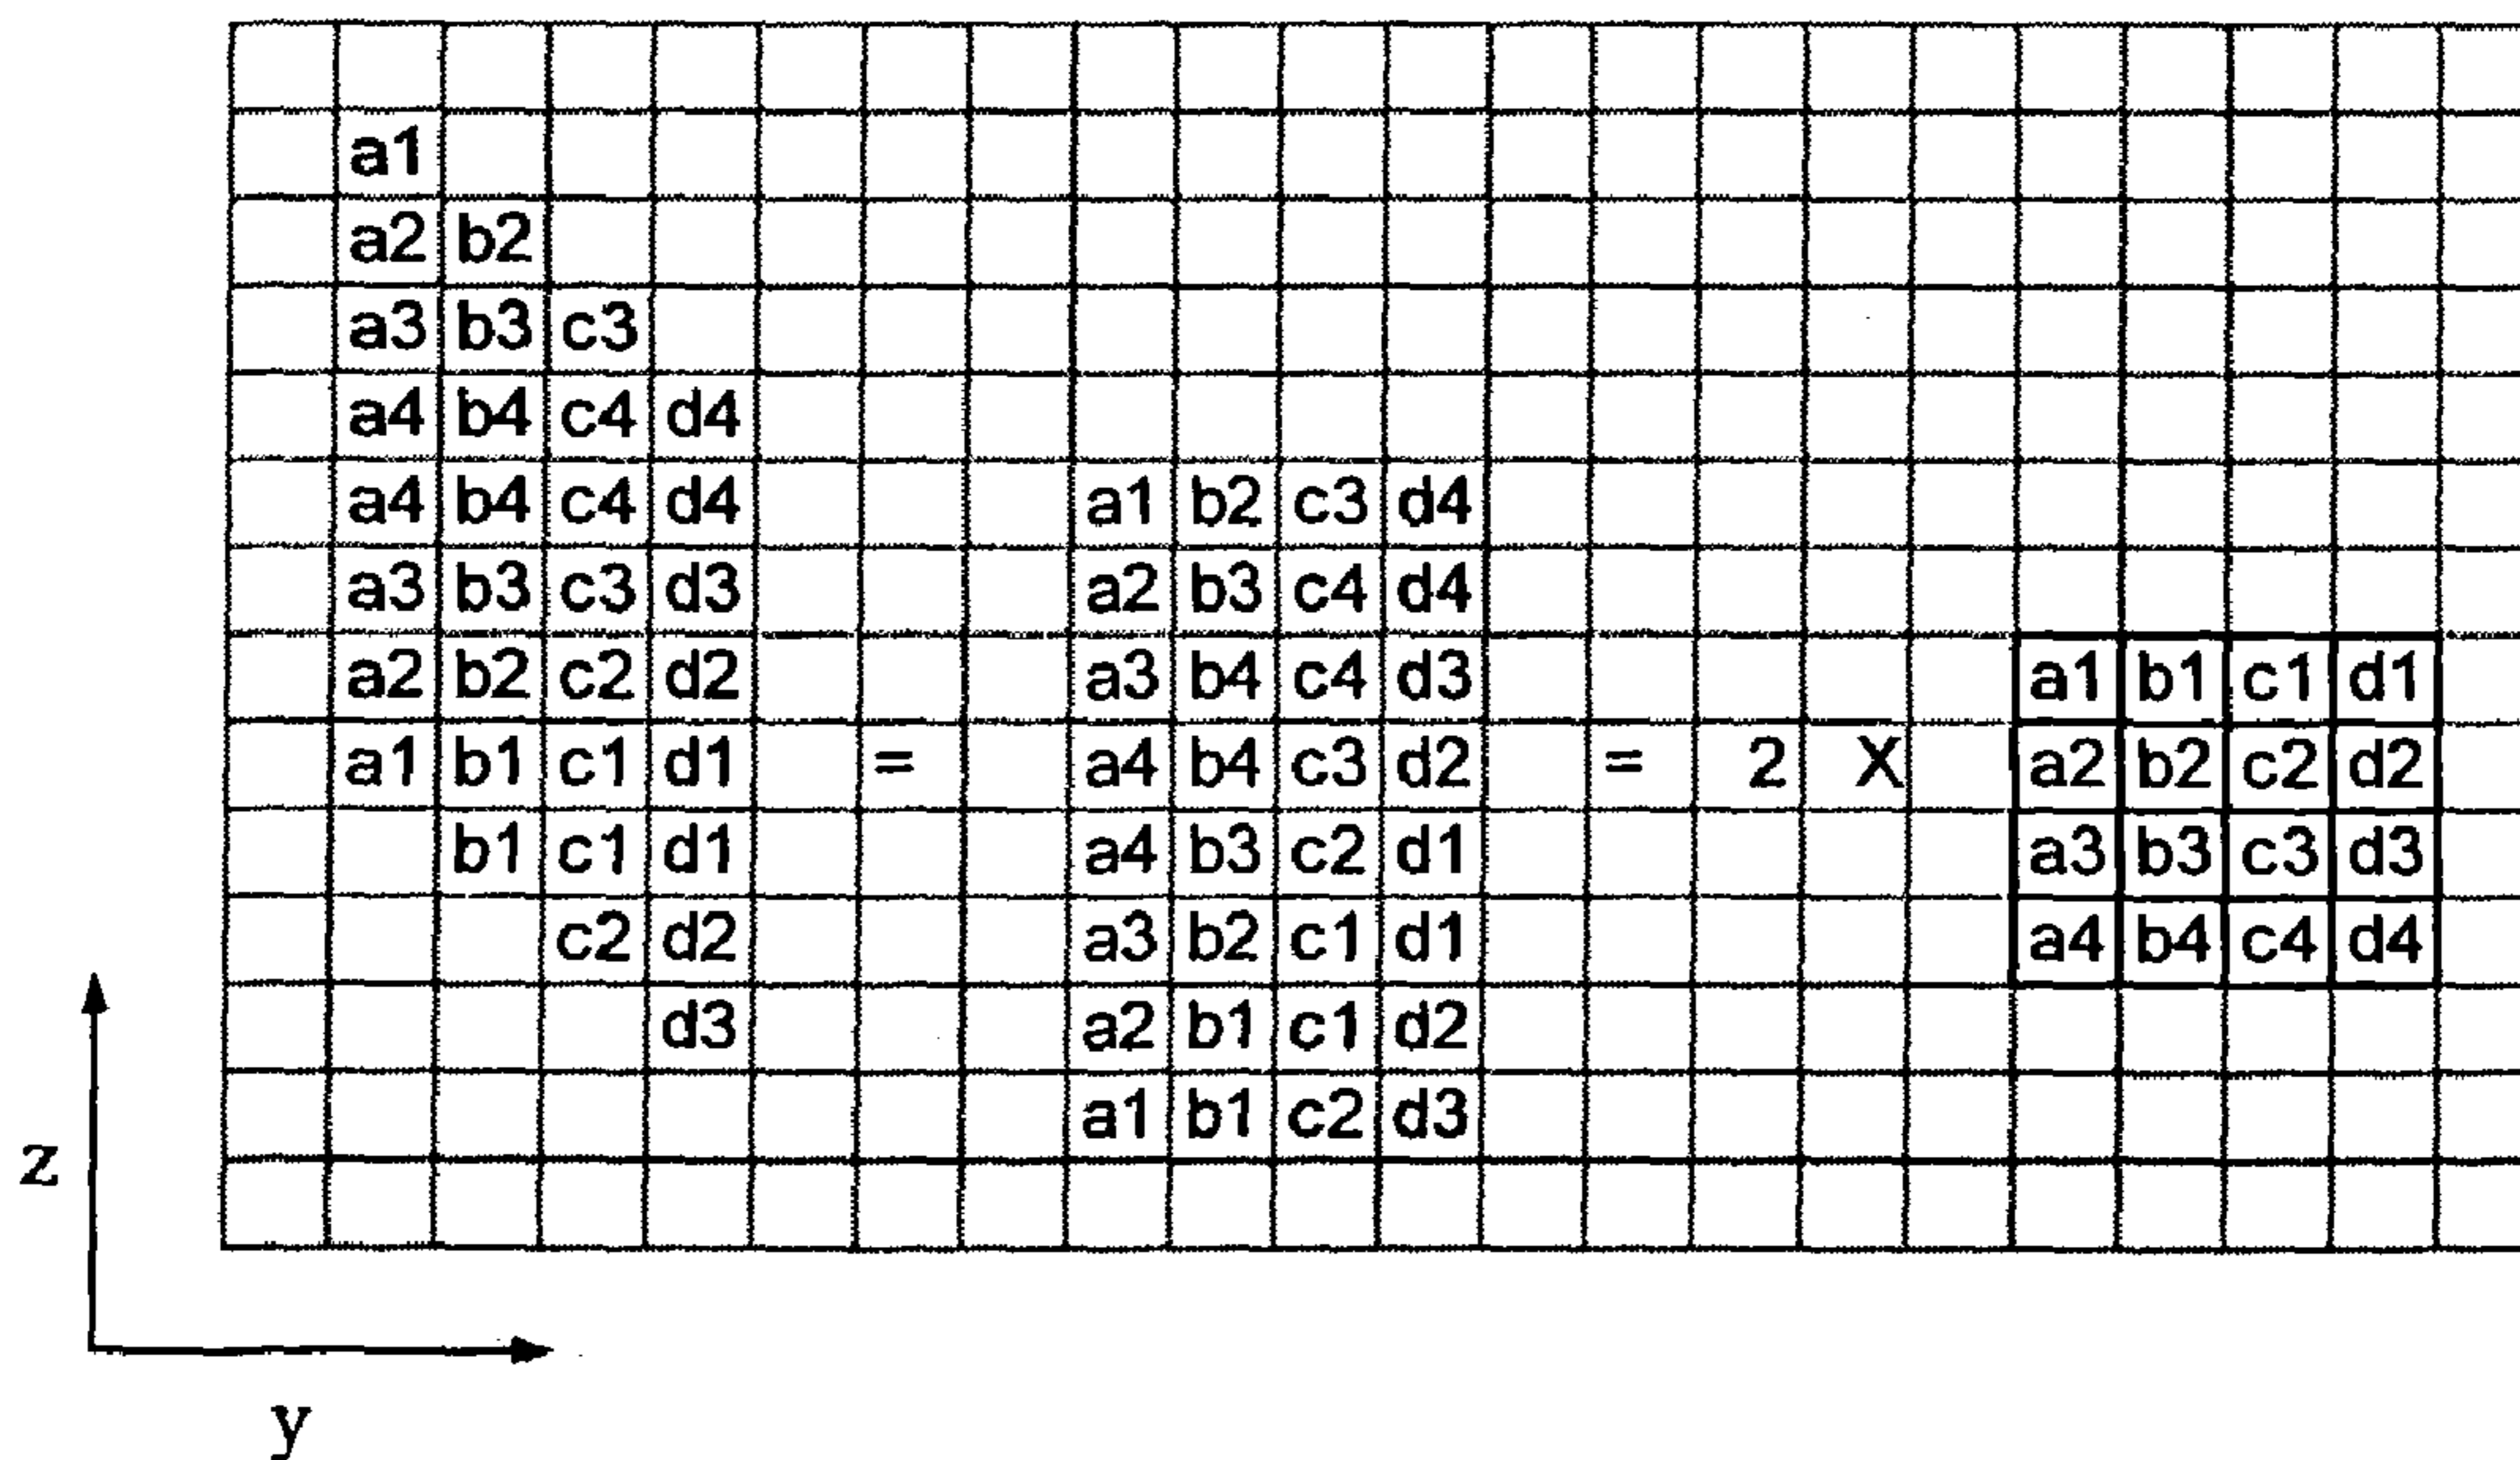 a1
a2 b2
a3 b3 c3
a4 b4 c4 d4
a4 b4 c4 d4 a1 b2 c3 d4
a3 b3 c3 d3 a2 b3 c4 d4
a2 b2 c2 d2 a3 b4 c4 d3 a1 b1 c1 d1
a1 b1 c1 d1 = a4 b4 c3 d2 = 2 X a2 b2 c2 d2
b1 c1 d1 a4 b3 c2 d1 a3 b3 c3 d3
c2 d2 a3 b2 c1 d1 a4 b4 c4 d4
d3 a2 b1 c1 d2
a1 b1 c2 d3
z
y